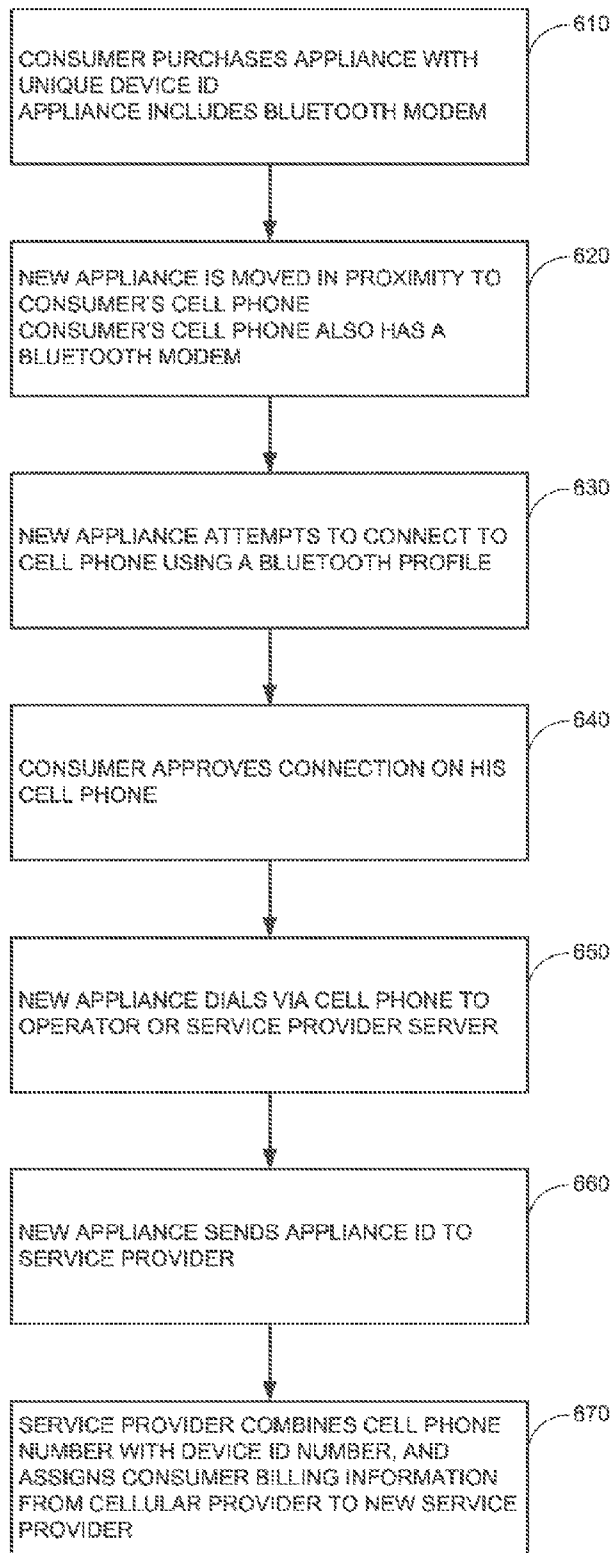 CONSUMER PURCHASES APPLIANCE WITH
UNIQUE DEVICE ID
APPLIANCE INCLUDES BLUETOOTH MODEM
610
NEW APPLIANCE IS MOVED IN PROXIMITY TO
CONSUMER'S CELL PHONE
CONSUMER'S CELL PHONE ALSO HAS A
BLUETOOTH MODEM
620
NEW APPLIANCE ATTEMPTS TO CONNECT TO
CELL PHONE USING A BLUETOOTH PROFILE
630
CONSUMER APPROVES CONNECTION ON HIS
CELL PHONE
640
NEW APPLIANCE DIALS VIA CELL PHONE TO
OPERATOR OR SERVICE PROVIDER SERVER
650
NEW APPLIANCE SENDS APPLIANCE ID TO
SERVICE PROVIDER
660
SERVICE PROVIDER COMBINES CELL PHONE
NUMBER WITH DEVICE ID NUMBER, AND
ASSIGNS CONSUMER BILLING INFORMATION
FROM CELLULAR PROVIDER TO NEW SERVICE
PROVIDER
670